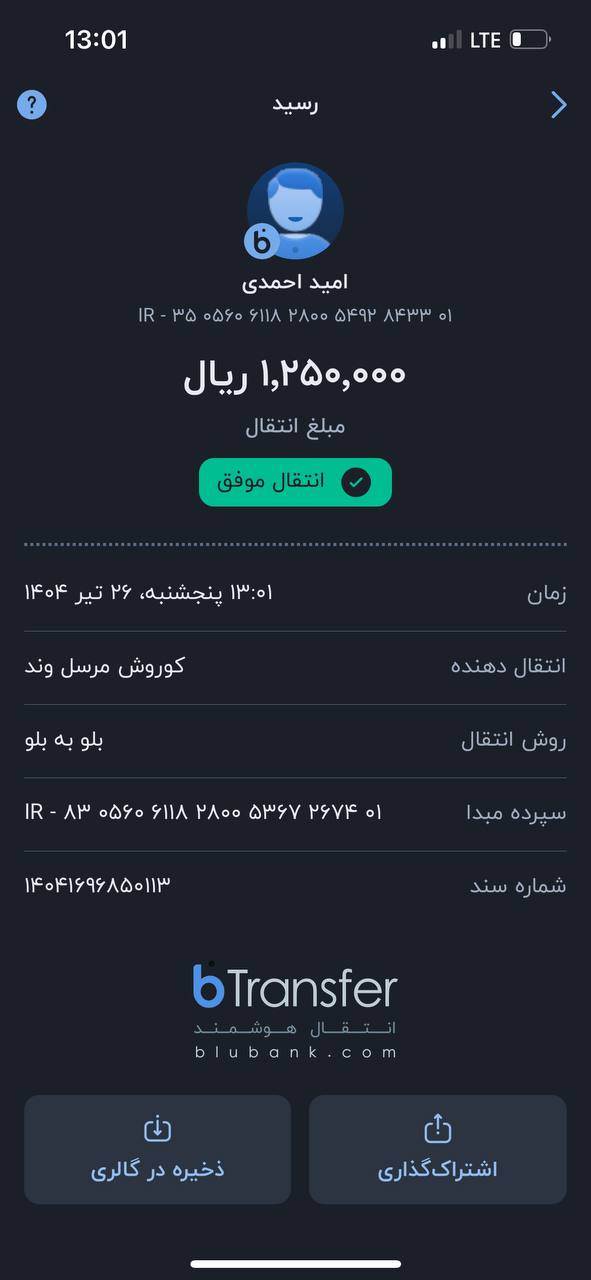 13:01 LTE
رسید
امید احمدی
IR - ۳۵ ۰۵۶۰ ۶۱۱۸ ۲۸۰۰ ۵۴۹۲ ۸۴۳۳ ۰۱
۱,۲۵۰,۰۰۰ ریال
مبلغ انتقال
انتقال موفق
زمان ۱۳:۰۱ پنجشنبه، ۲۶ تیر ۱۴۰۴
انتقال دهنده کوروش مرسل وند
روش انتقال بلو به بلو
سپرده مبدا IR - ۸۳ ۰۵۶۰ ۶۱۱۸ ۲۸۰۰ ۵۳۶۷ ۲۶۷۴ ۰۱
شماره سند ۱۴۰۴۱۶۹۶۸۵۰۱۱۳
bTransfer
انتقال هوشمند
blubank.com
اشتراک‌گذاری ذخیره در گالری